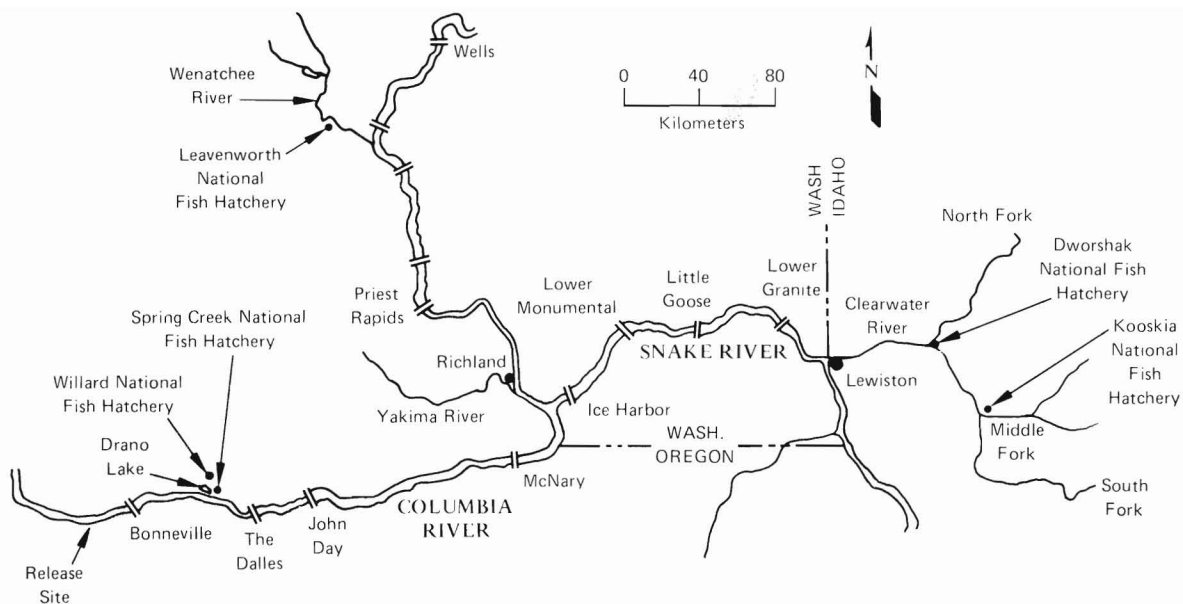 Wells
Wenatchee
River
Leavenworth
National
Fish Hatchery
0 40 80
Kilometers
N
WASH
IDAHO
North Fork
Dworshak
National Fish
Hatchery
Kooskia
National
Fish
Hatchery
Clearwater
River
Lower
Granite
Little
Goose
Lower
Monumental
Priest
Rapids
SNAKE RIVER
Lewiston
Richland
Yakima River
Ice Harbor
WASH.
OREGON
Middle
Fork
South
Fork
Spring Creek National
Fish Hatchery
Willard National
Fish Hatchery
Drano
Lake
McNary
COLUMBIA
RIVER
John
Day
The
Dalles
Bonneville
Release
Site